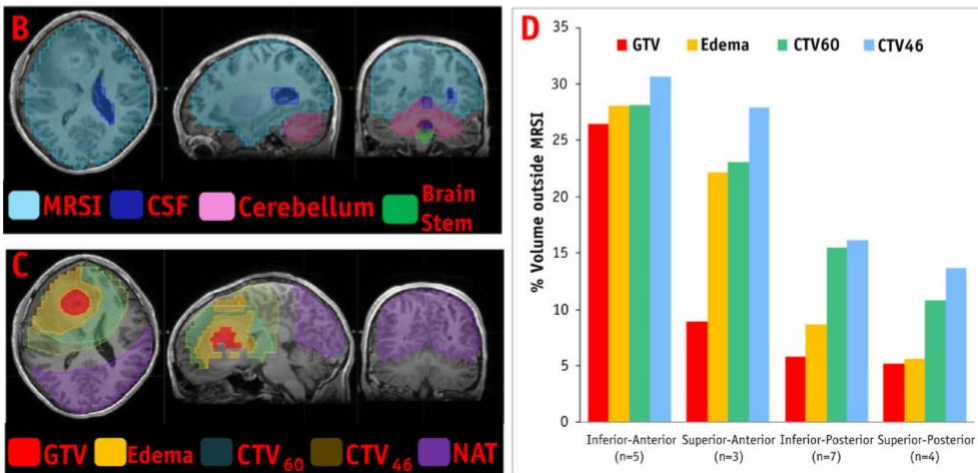 B
MRSI CSF Cerebellum Brain
Stem
C
GTV Edema CTV60 CTV46 NAT
D
GTV Edema CTV60 CTV46
% Volume outside MRSI
35
30
25
20
15
10
5
0
Inferior-Anterior Superior-Anterior Inferior-Posterior Superior-Posterior
(n=5) (n=3) (n=7) (n=4)